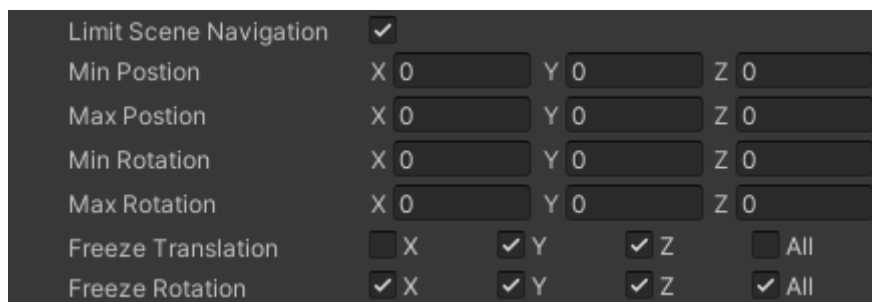 Limit Scene Navigation
Min Postion X 0 Y 0 Z 0
Max Postion X 0 Y 0 Z 0
Min Rotation X 0 Y 0 Z 0
Max Rotation X 0 Y 0 Z 0
Freeze Translation X Y Z All
Freeze Rotation X Y Z All